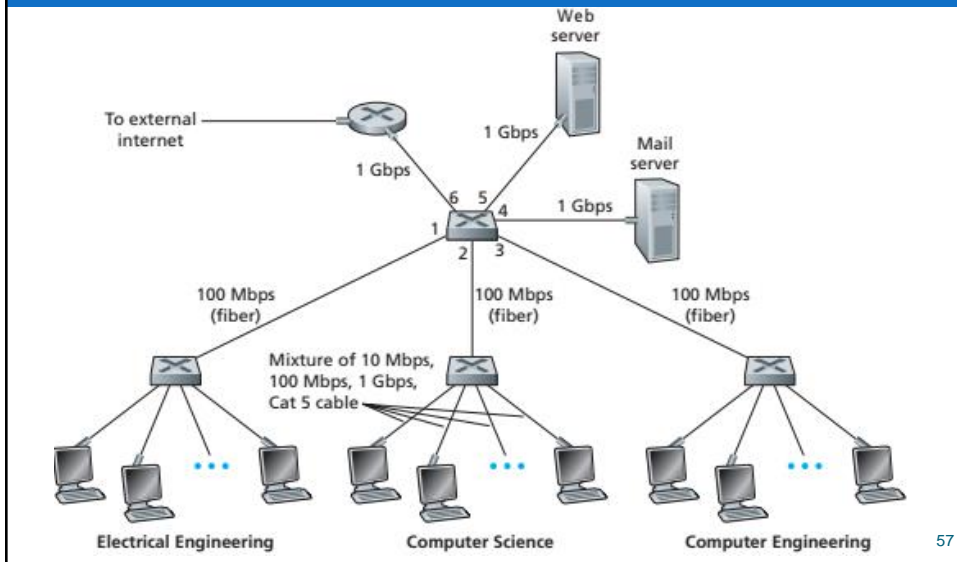 Web
server
To external
internet
1 Gbps
1 Gbps
Mail
server
6 5
4
1 Gbps
1
2 3
100 Mbps
(fiber)
100 Mbps
(fiber)
100 Mbps
(fiber)
Mixture of 10 Mbps,
100 Mbps, 1 Gbps,
Cat 5 cable
Electrical Engineering
Computer Science
Computer Engineering
57